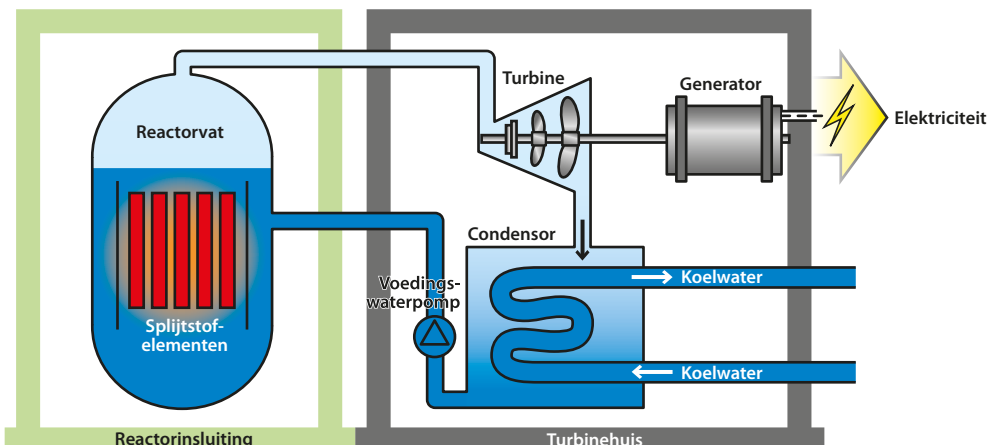 Turbine
Generator
Elektriciteit
Reactorvat
Condensor
Koelwater
Voedings-
waterpomp
Splijtstof-
elementen
Koelwater
Reactorinsluiting
Turbinehuis